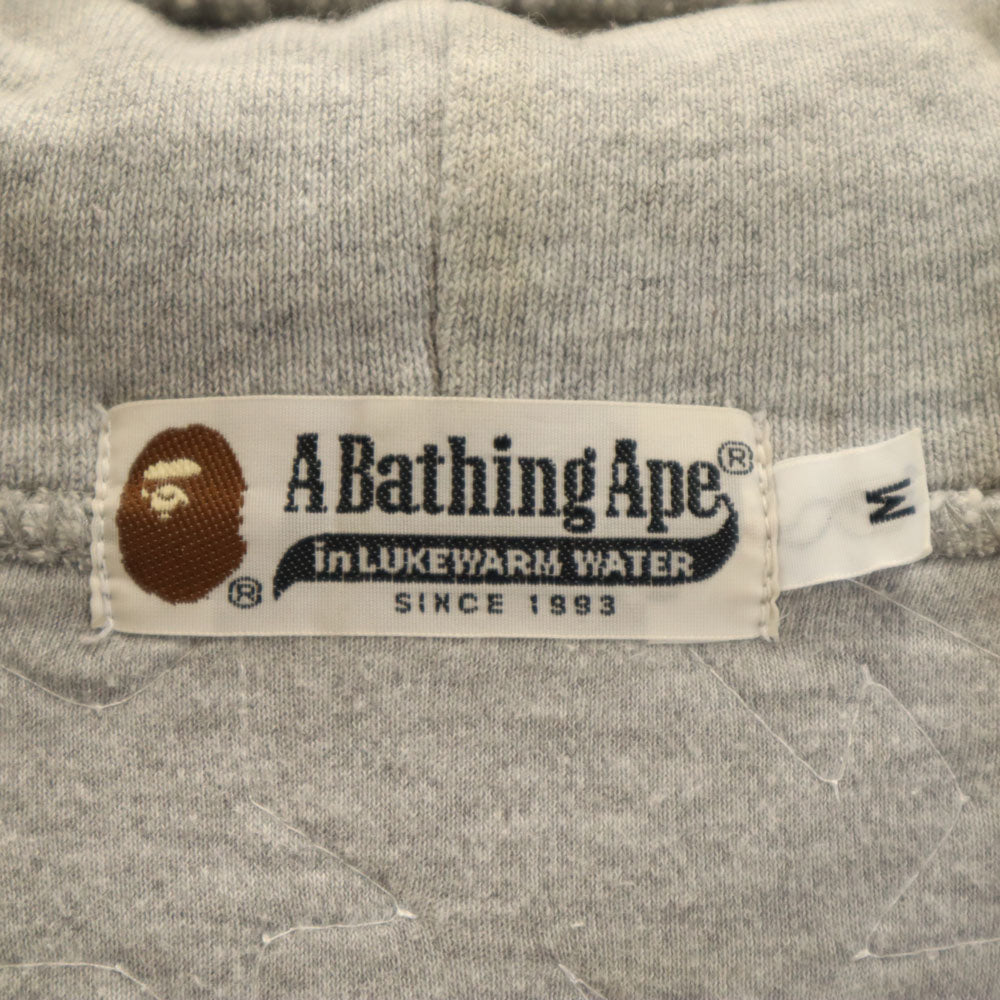 A Bathing Ape®
in LUKEWARM WATER
®
SINCE 1993
M